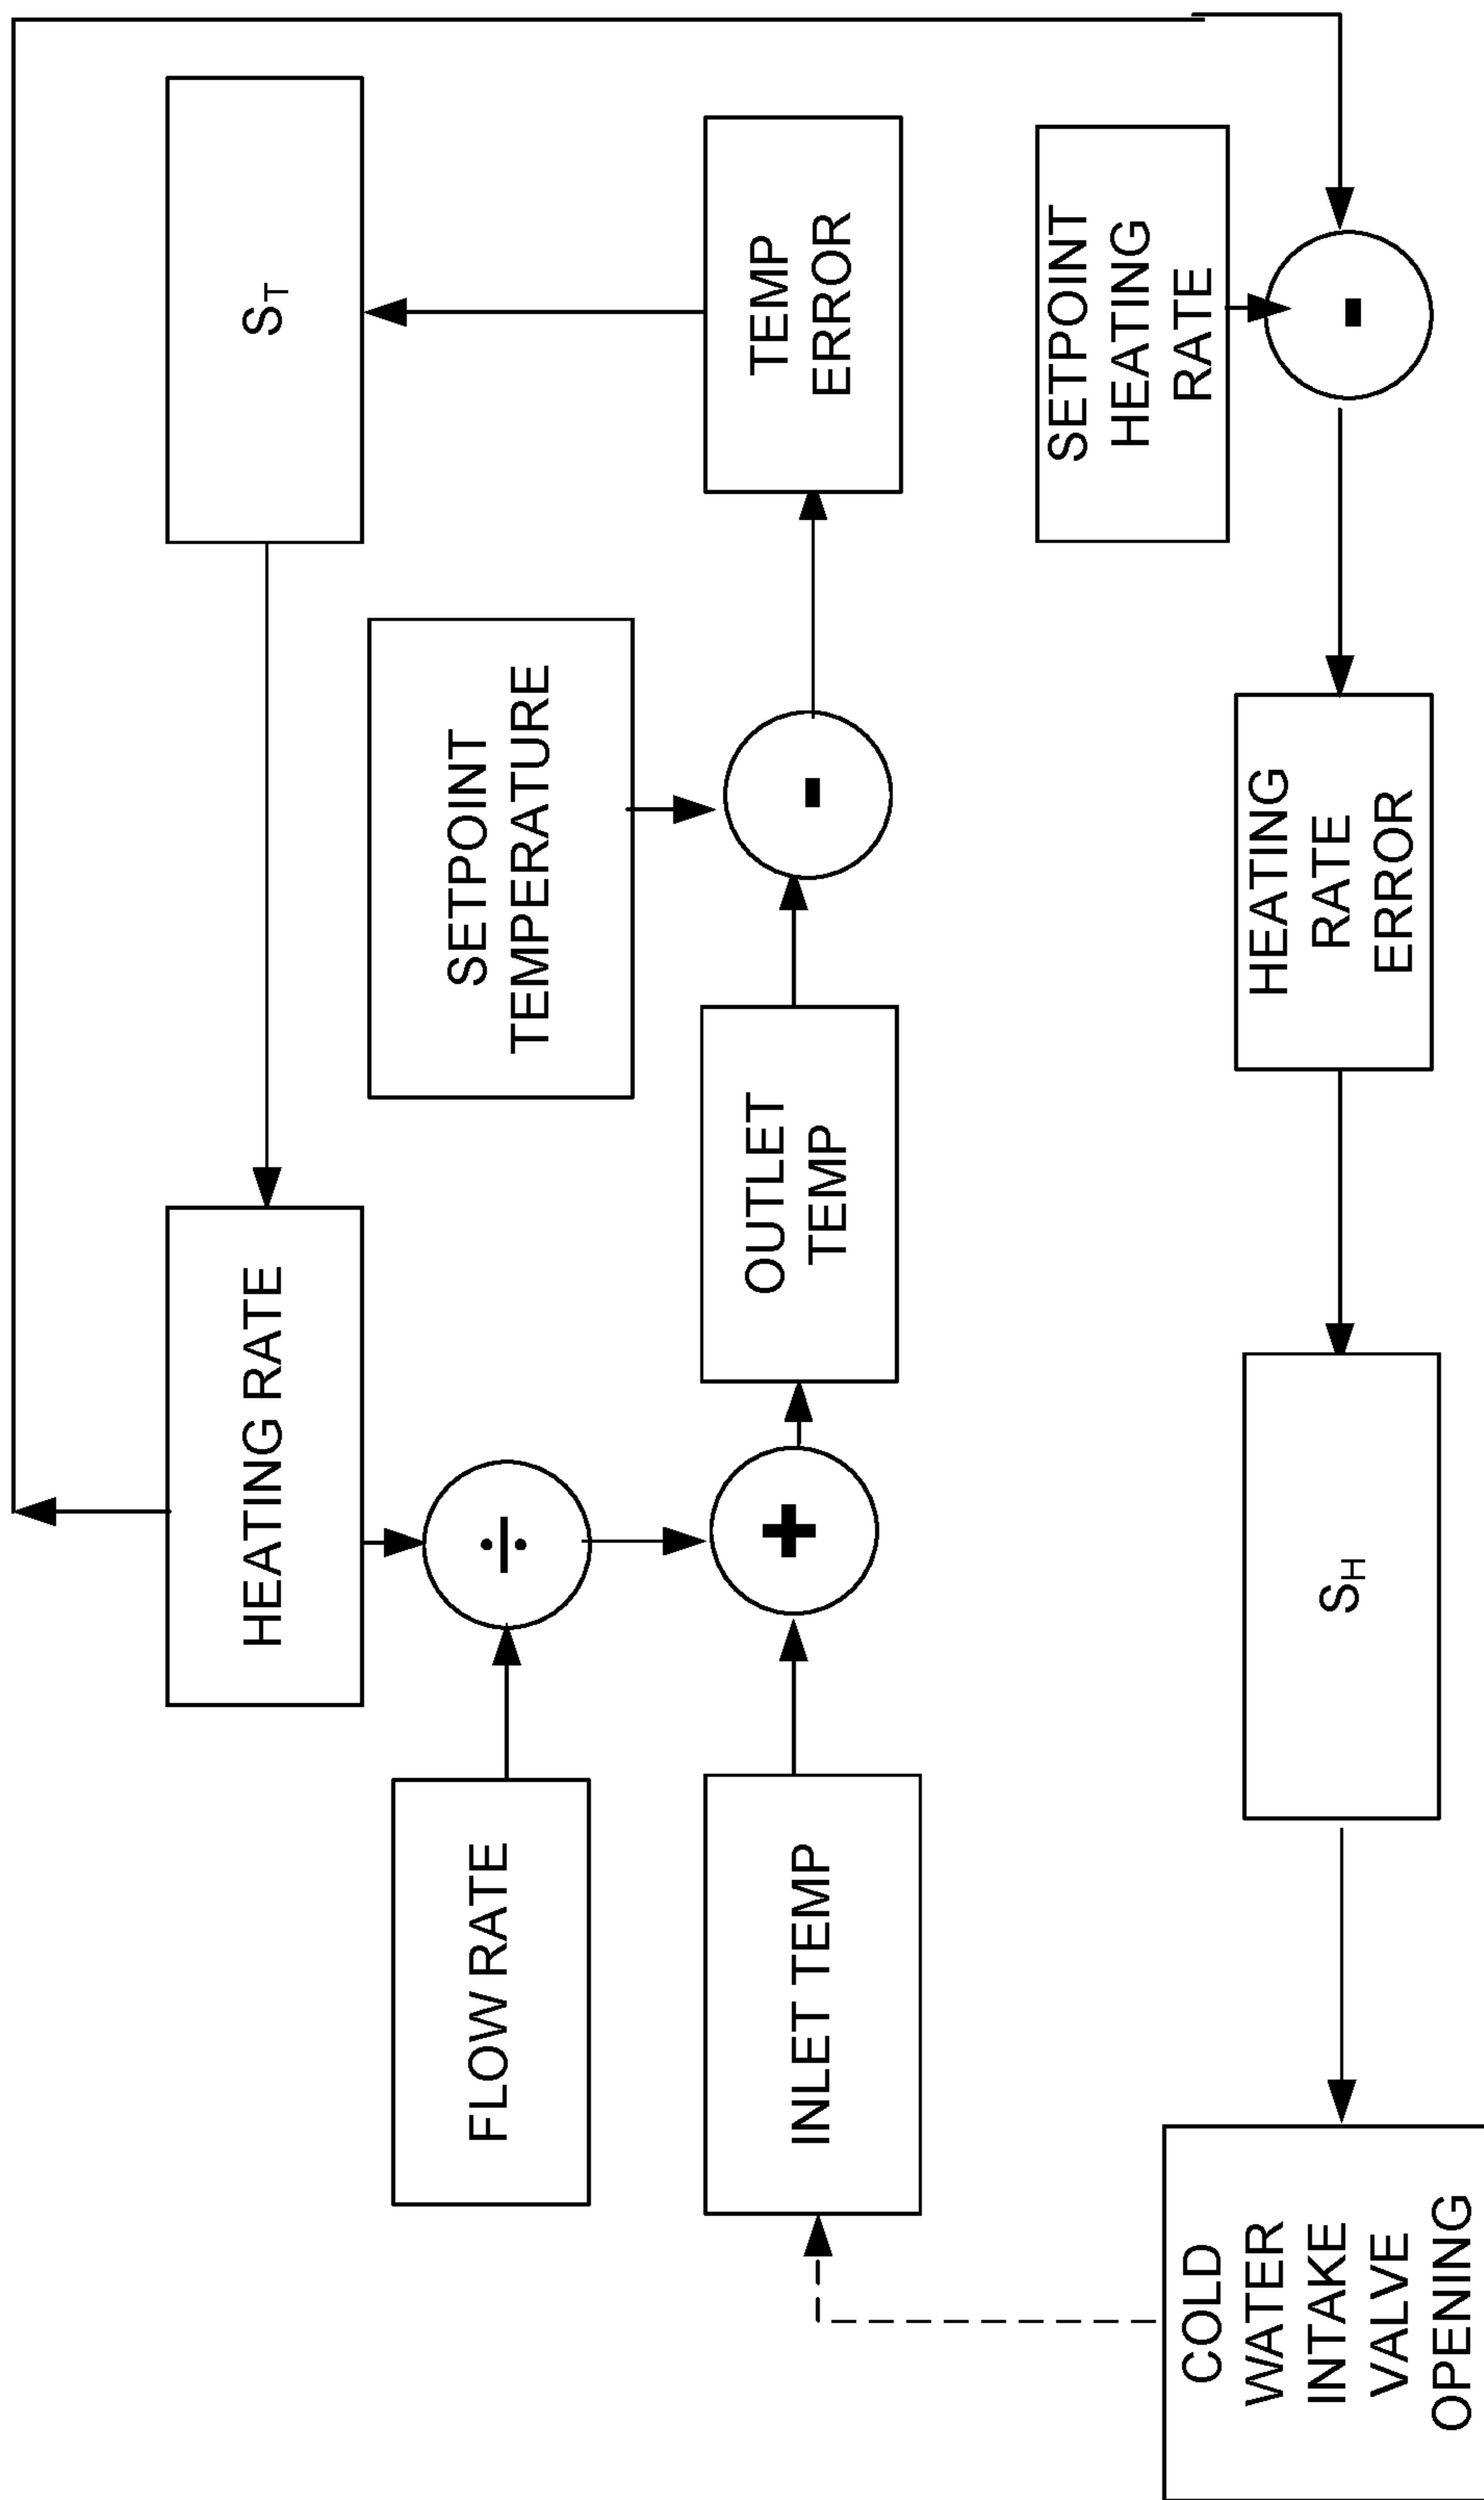 ST
HEATING RATE
÷
FLOW RATE
SETPOINT
TEMPERATURE
TEMP
ERROR
-
OUTLET
TEMP
+
INLET TEMP
SETPOINT
HEATING
RATE
-
HEATING
RATE
ERROR
SH
COLD
WATER
INTAKE
VALVE
OPENING